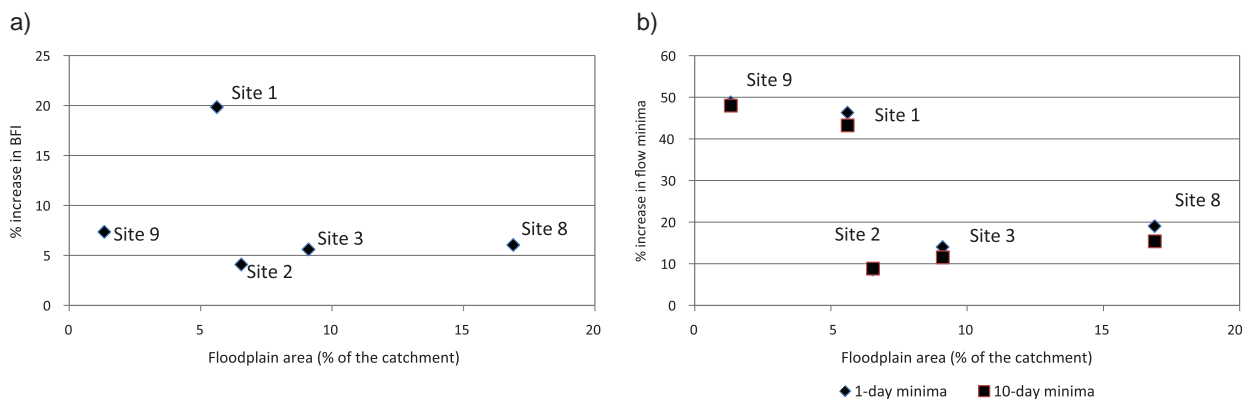 a)
% increase in BFI
25
20
15
10
5
0
Site 1
Site 9
Site 2
Site 3
Site 8
0 5 10 15 20
Floodplain area (% of the catchment)
b)
% increase in flow minima
60
50
40
30
20
10
0
Site 9
Site 1
Site 8
Site 2
Site 3
0 5 10 15 20
Floodplain area (% of the catchment)
1-day minima 10-day minima